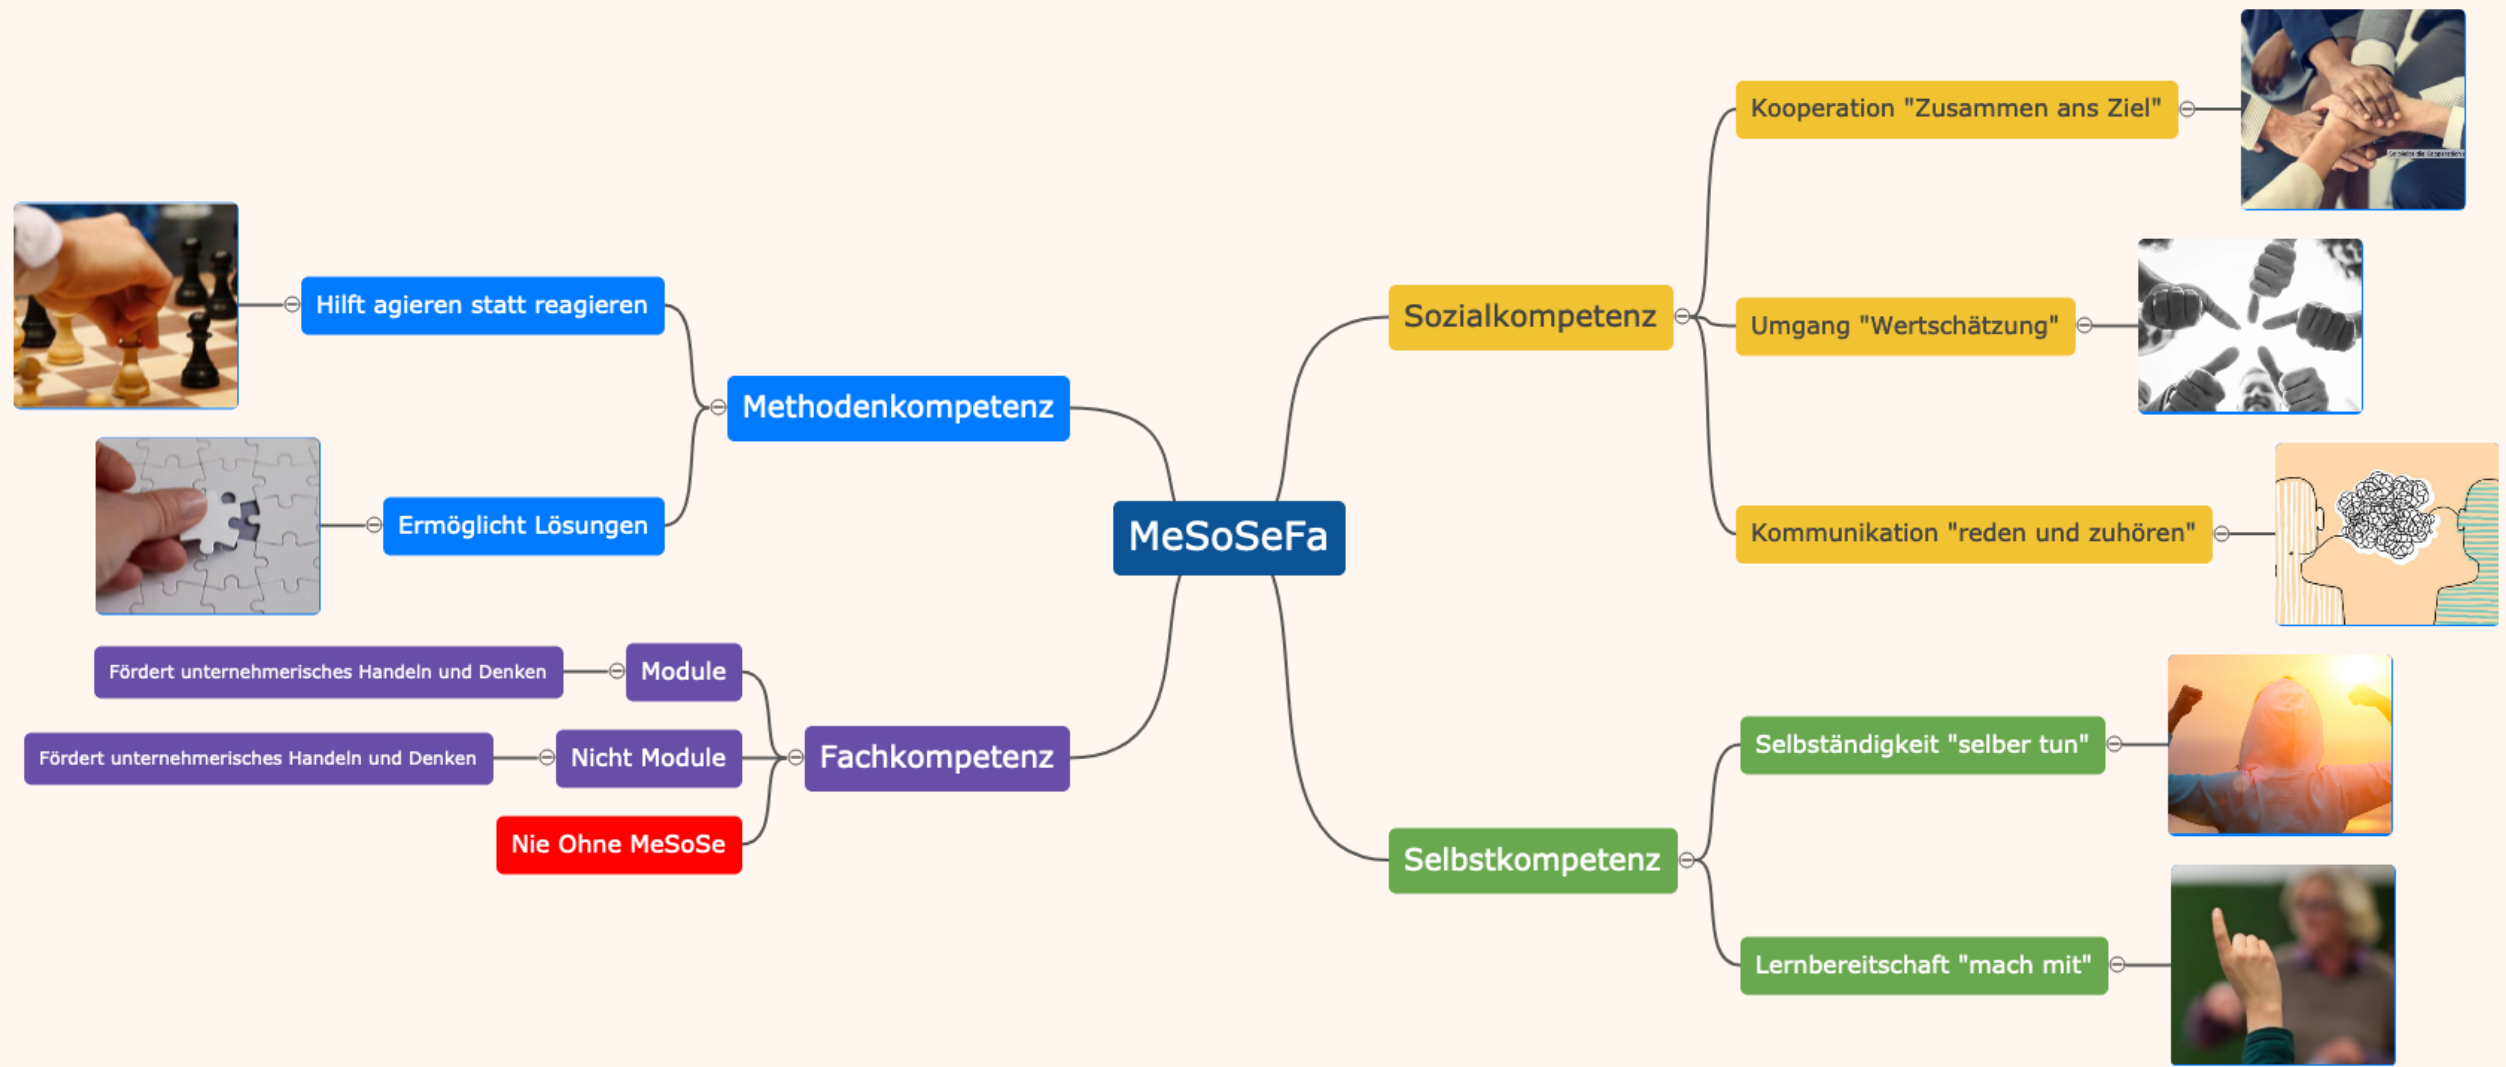 MeSoSeFa
Methodenkompetenz
Hilft agieren statt reagieren
Ermöglicht Lösungen
Fachkompetenz
Module
Fördert unternehmerisches Handeln und Denken
Nicht Module
Fördert unternehmerisches Handeln und Denken
Nie Ohne MeSoSe
Sozialkompetenz
Kooperation "Zusammen ans Ziel"
Umgang "Wertschätzung"
Kommunikation "reden und zuhören"
Selbstkompetenz
Selbständigkeit "selber tun"
Lernbereitschaft "mach mit"